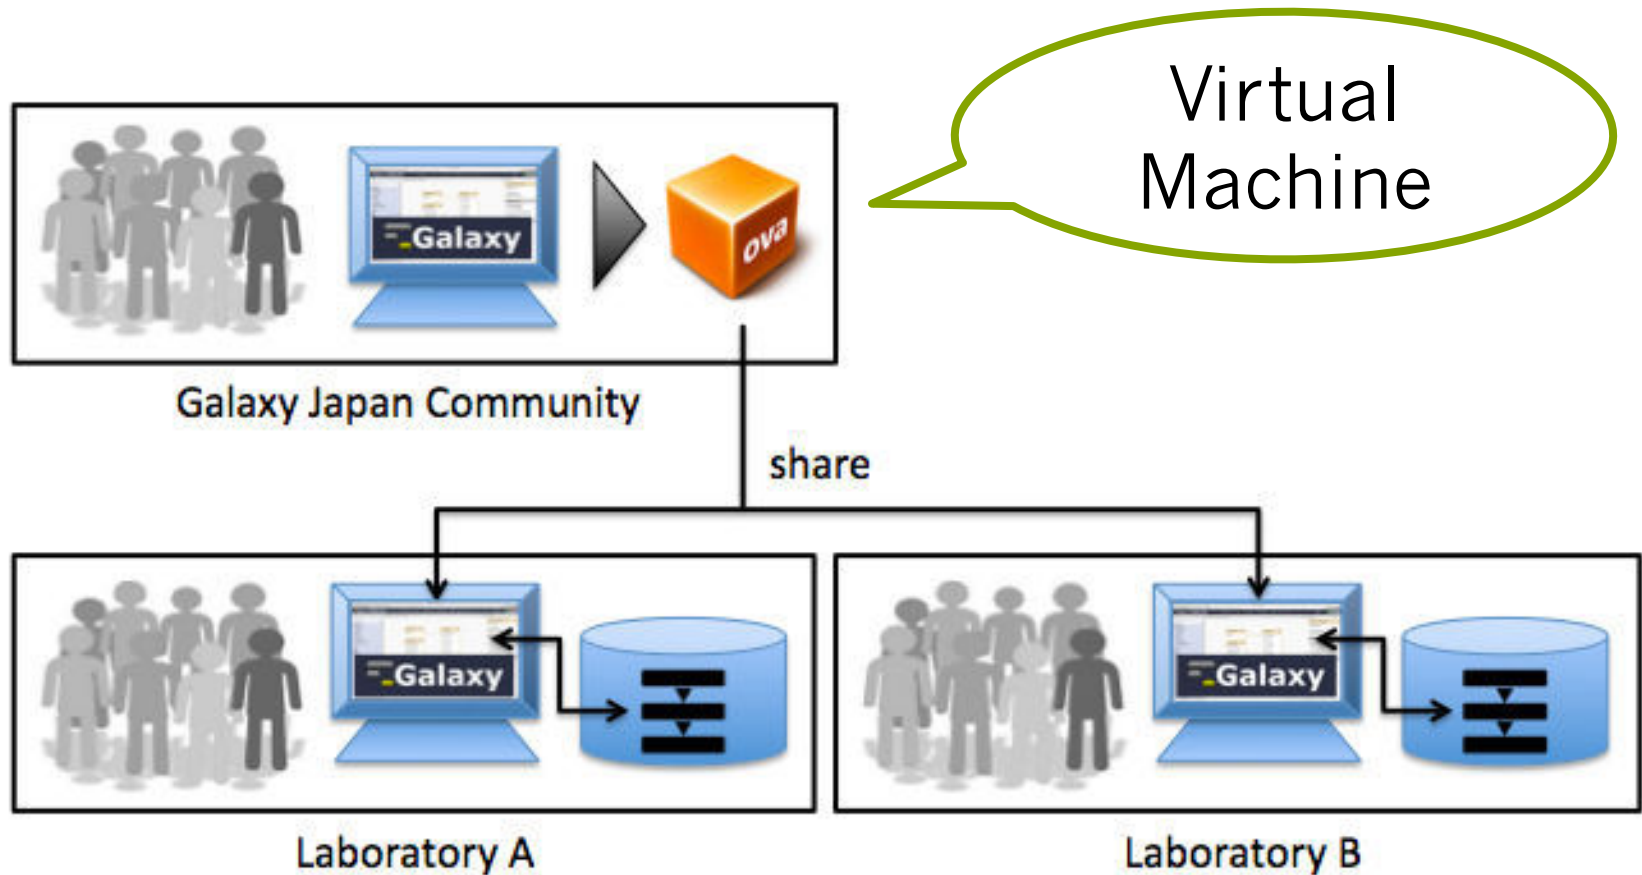 Virtual
Machine
Galaxy
ova
Galaxy Japan Community
share
Galaxy
Galaxy
Laboratory A
Laboratory B